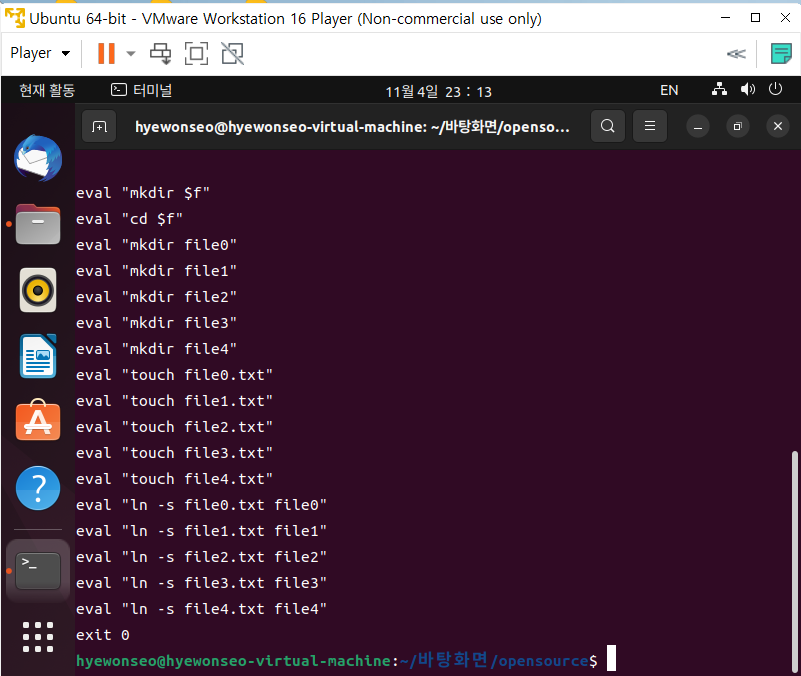 Ubuntu 64-bit - VMware Workstation 16 Player (Non-commercial use only)
Player
현재 활동 터미널 11월 4일 23 : 13 EN
hyewonseo@hyewonseo-virtual-machine: ~/바탕화면/openso...
eval "mkdir $f"
eval "cd $f"
eval "mkdir file0"
eval "mkdir file1"
eval "mkdir file2"
eval "mkdir file3"
eval "mkdir file4"
eval "touch file0.txt"
eval "touch file1.txt"
eval "touch file2.txt"
eval "touch file3.txt"
eval "touch file4.txt"
eval "ln -s file0.txt file0"
eval "ln -s file1.txt file1"
eval "ln -s file2.txt file2"
eval "ln -s file3.txt file3"
eval "ln -s file4.txt file4"
exit 0
hyewonseo@hyewonseo-virtual-machine:~/바탕화면/opensource$